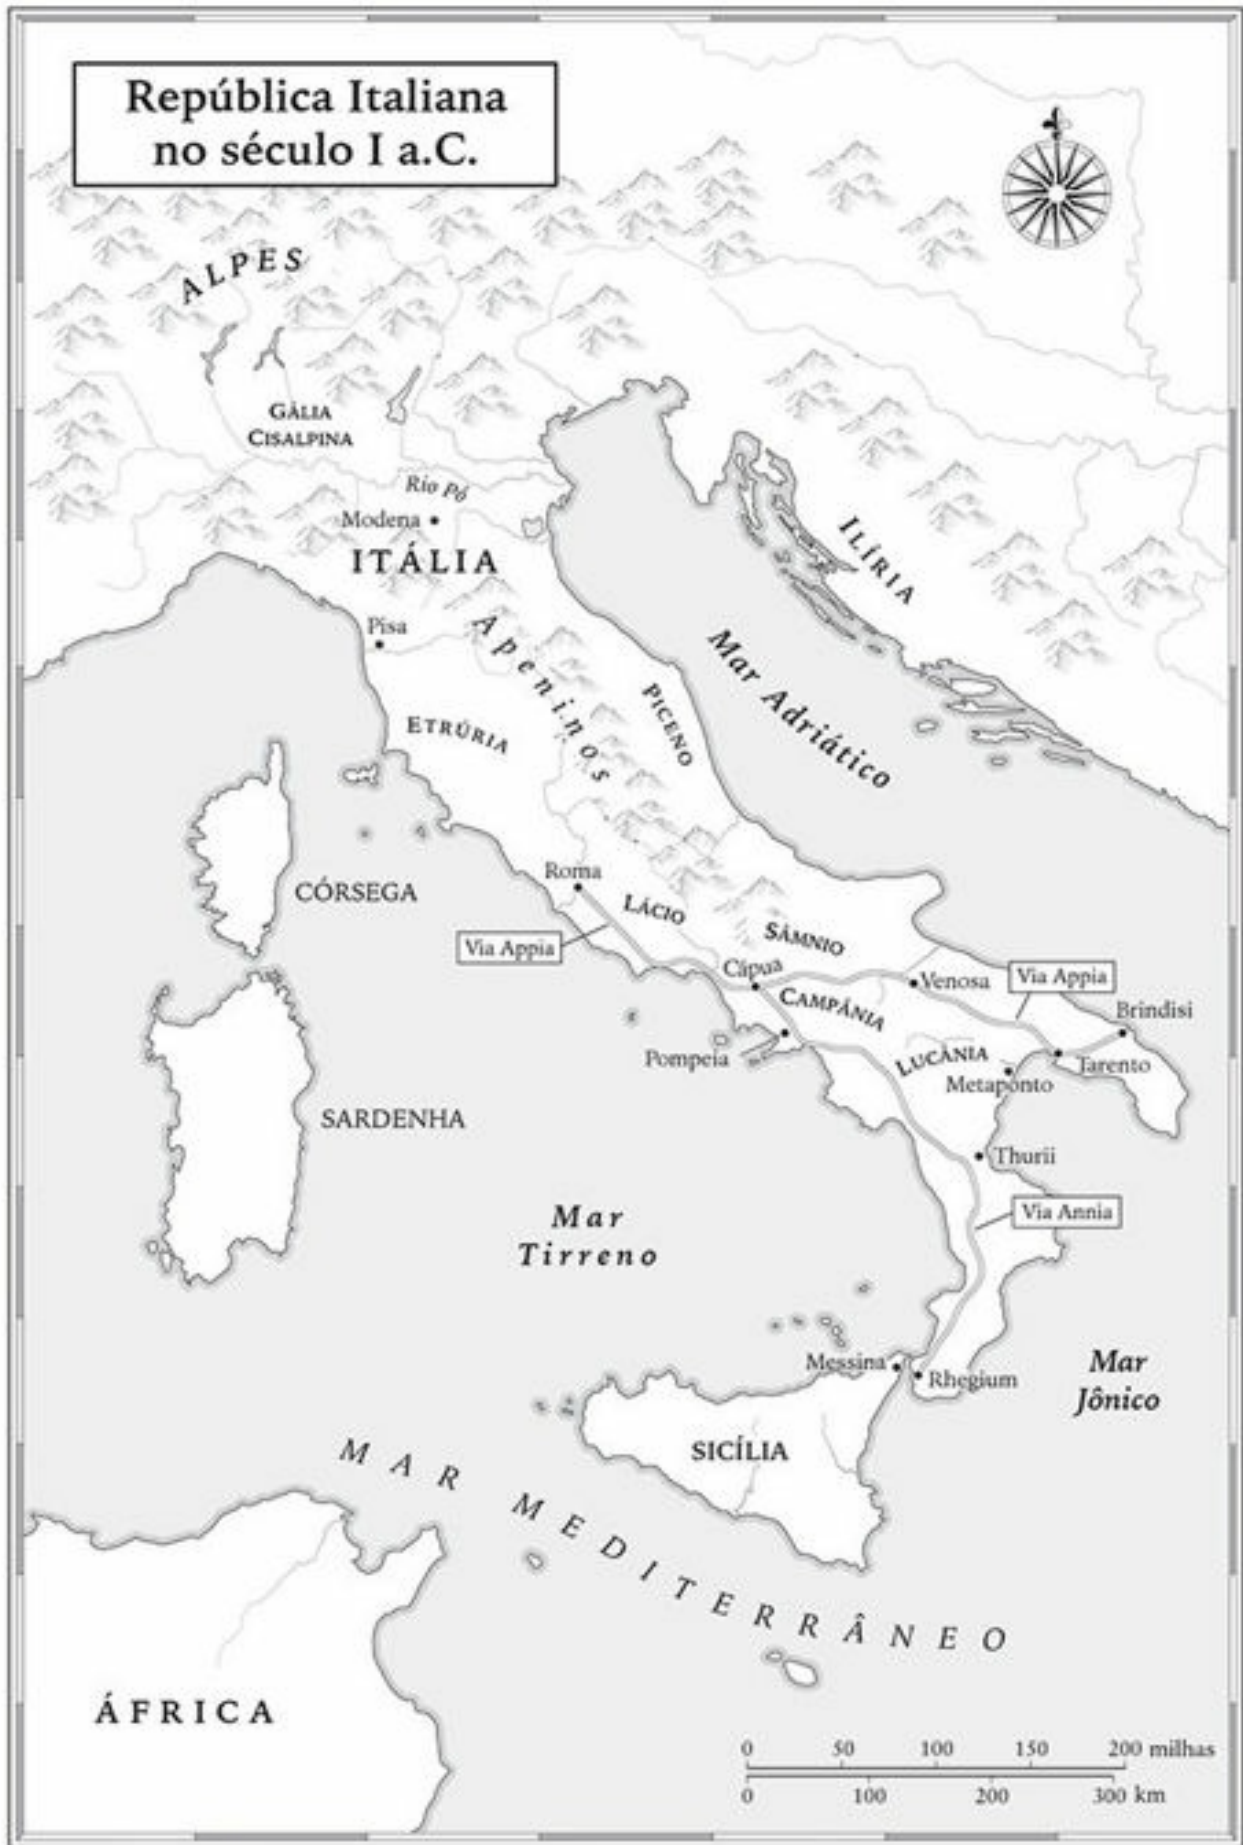 República Italiana
no século I a.C.
ALPES
GÁLIA
CISALPINA
Rio Pó
Modena
ITÁLIA
ILÍRIA
Pisa
Apeninos
Mar Adriático
PICENO
ETRÚRIA
Roma
CÓRSEGA
LÁCIO
SÂMNIO
Via Appia
Cápua
Venosa
Via Appia
CAMPÂNIA
Brindisi
Pompeia
LUCÂNIA
Tarento
Metaponto
SARDENHA
Thurii
Mar
Tirreno
Via Annia
Messina
Rhegium
Mar
Jônico
SICÍLIA
MAR MEDITERRÂNEO
ÁFRICA
0 50 100 150 200 milhas
0 100 200 300 km